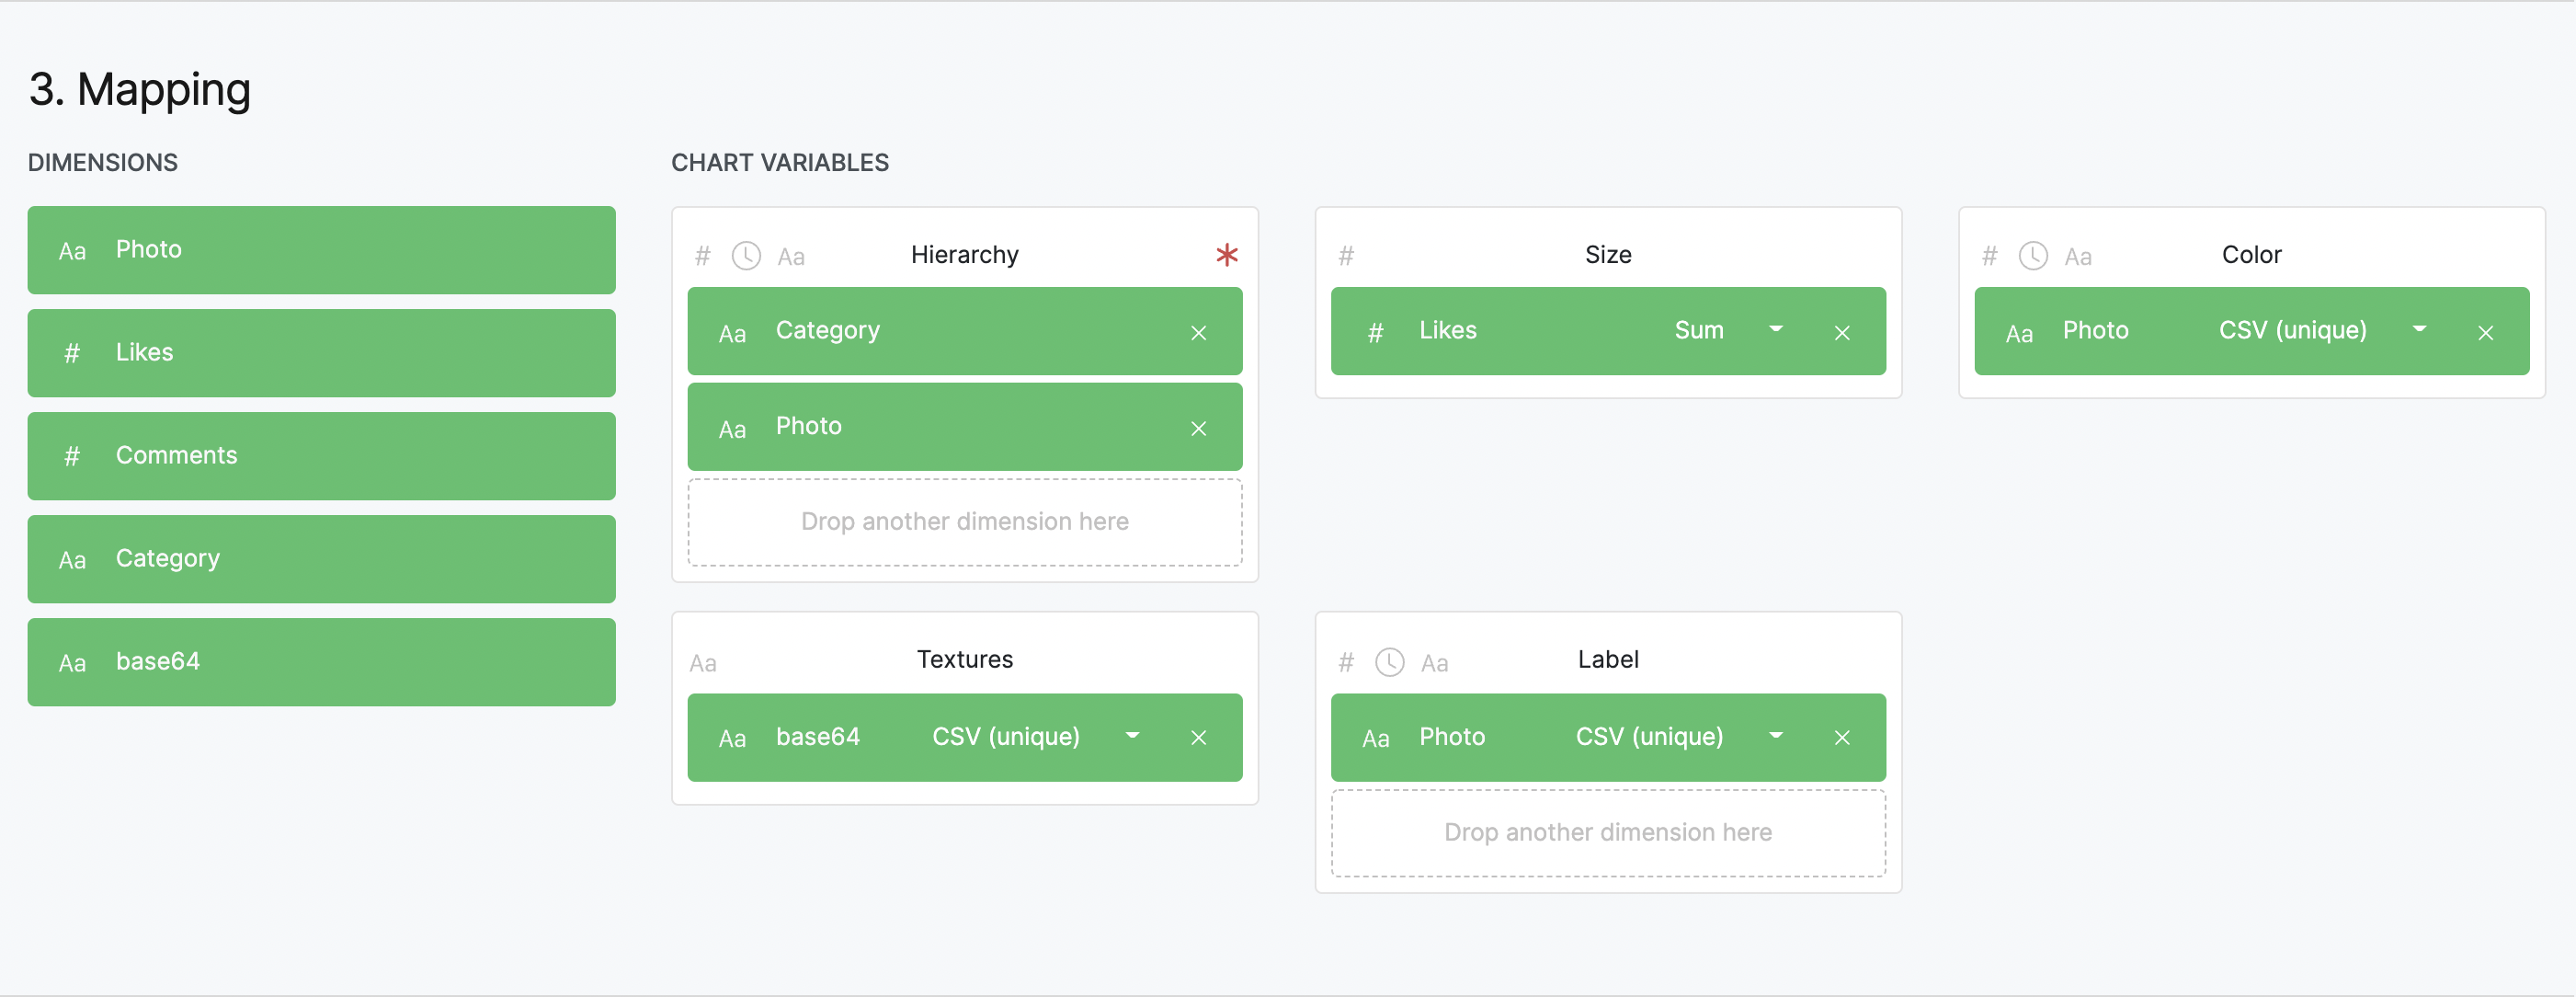 3. Mapping
DIMENSIONS
Aa Photo
# Likes
# Comments
Aa Category
Aa base64
CHART VARIABLES
# Aa Hierarchy *
Aa Category ×
Aa Photo ×
Drop another dimension here
# Size
# Likes Sum ×
# Aa Color
Aa Photo CSV (unique) ×
Aa Textures
Aa base64 CSV (unique) ×
# Aa Label
Aa Photo CSV (unique) ×
Drop another dimension here